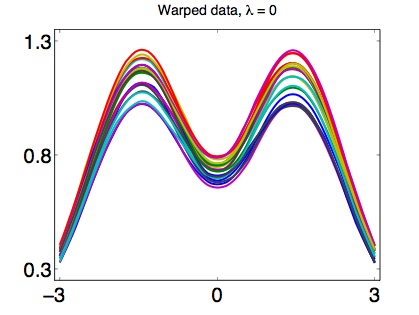 Warped data, λ = 0
1.3
0.8
0.3
-3 0 3